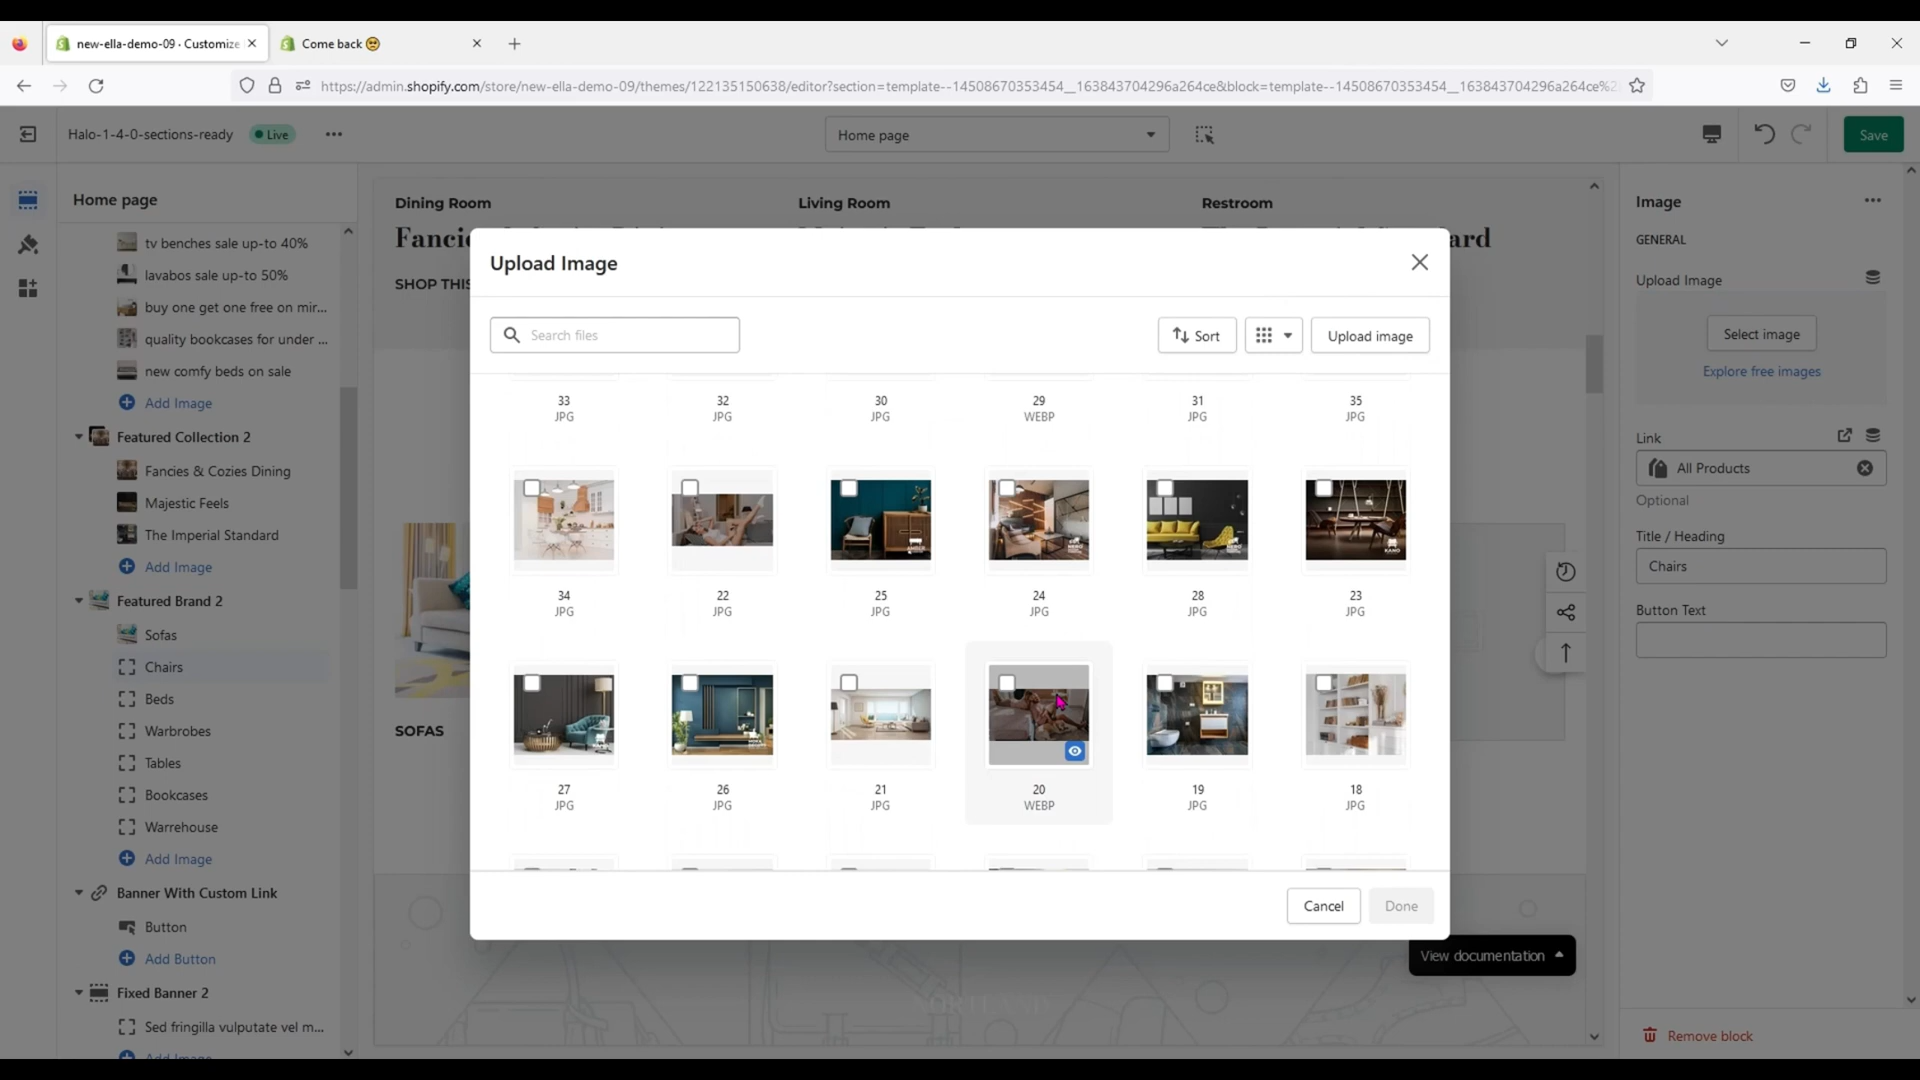 new-ella-demo-09 · Customize
Come back 🥺
https://admin.shopify.com/store/new-ella-demo-09/themes/122135150638/editor?section=template--14508670353454__163843704296a264ce&block=template--14508670353454__163843704296a264ce%2
Halo-1-4-0-sections-ready
Live
Home page
Save
Home page
tv benches sale up-to 40%
lavabos sale up-to 50%
buy one get one free on mir...
quality bookcases for under ...
new comfy beds on sale
Add Image
Featured Collection 2
Fancies & Cozies Dining
Majestic Feels
The Imperial Standard
Add Image
Featured Brand 2
Sofas
Chairs
Beds
Warbrobes
Tables
Bookcases
Warrehouse
Add Image
Banner With Custom Link
Button
Add Button
Fixed Banner 2
Sed fringilla vulputate vel m...
Add Image
Dining Room
Living Room
Restroom
Fancie
ard
SHOP THIS
SOFAS
Upload Image
Search files
Sort
Upload image
33
JPG
32
JPG
30
JPG
29
WEBP
31
JPG
35
JPG
34
JPG
22
JPG
25
JPG
24
JPG
28
JPG
23
JPG
27
JPG
26
JPG
21
JPG
20
WEBP
19
JPG
18
JPG
Cancel
Done
View documentation
Image
GENERAL
Upload Image
Select image
Explore free images
Link
All Products
Optional
Title / Heading
Chairs
Button Text
Remove block